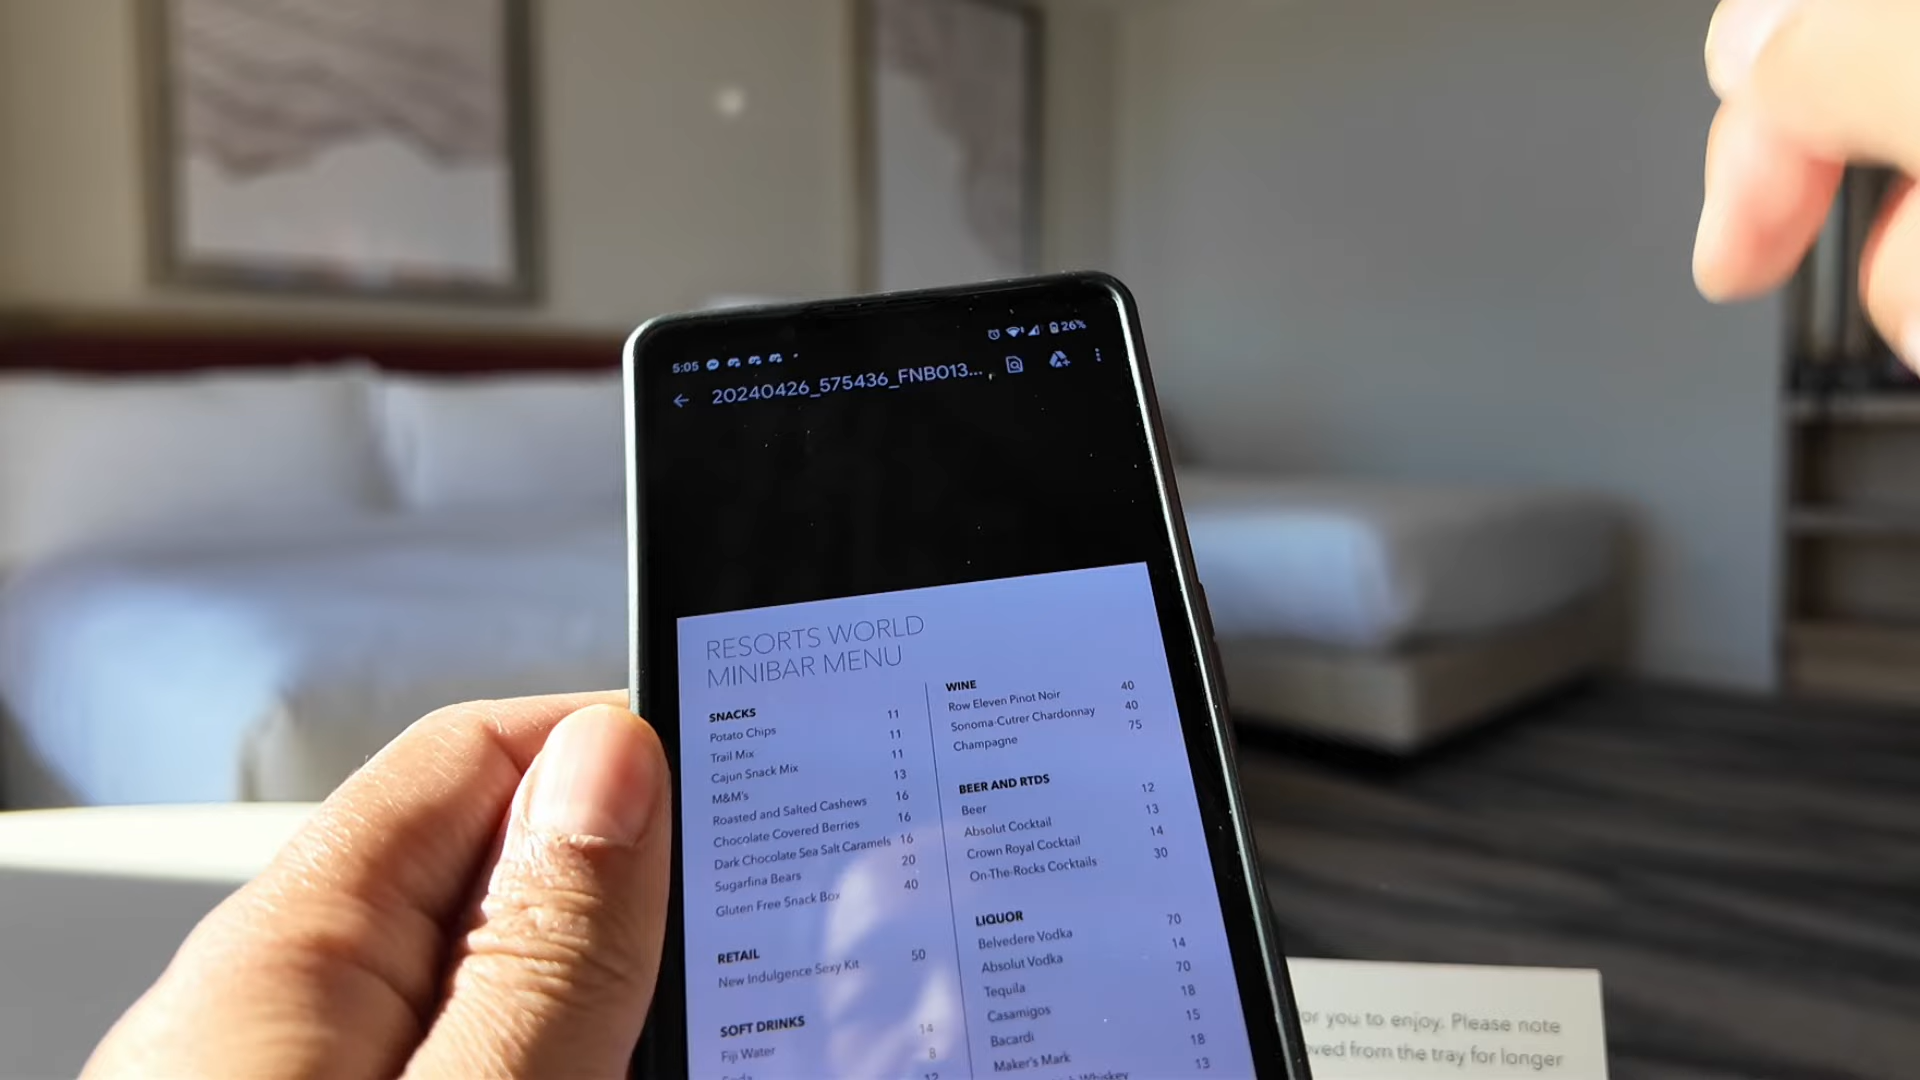 5:05
26%
20240426_575436_FNB013...
RESORTS WORLD
MINIBAR MENU
SNACKS
Potato Chips 11
Trail Mix 11
Cajun Snack Mix 11
M&M's 13
Roasted and Salted Cashews 16
Chocolate Covered Berries 16
Dark Chocolate Sea Salt Caramels 16
Sugarfina Bears 20
Gluten Free Snack Box 40
RETAIL
New Indulgence Sexy Kit 50
SOFT DRINKS
Fiji Water 14
Soda 8
12
WINE
Row Eleven Pinot Noir 40
Sonoma-Cutrer Chardonnay 40
Champagne 75
BEER AND RTDS
Beer 12
Absolut Cocktail 13
Crown Royal Cocktail 14
On-The-Rocks Cocktails 30
LIQUOR
Belvedere Vodka 70
Absolut Vodka 14
Tequila 70
Casamigos 18
Bacardi 15
Maker's Mark 18
Whiskey 13
or you to enjoy. Please note
from the tray for longer